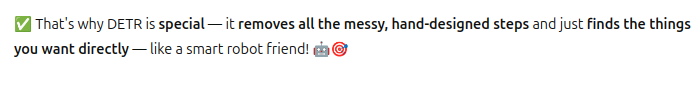 ✅ That's why DETR is special — it removes all the messy, hand-designed steps and just finds the things
you want directly — like a smart robot friend! 🤖🎯